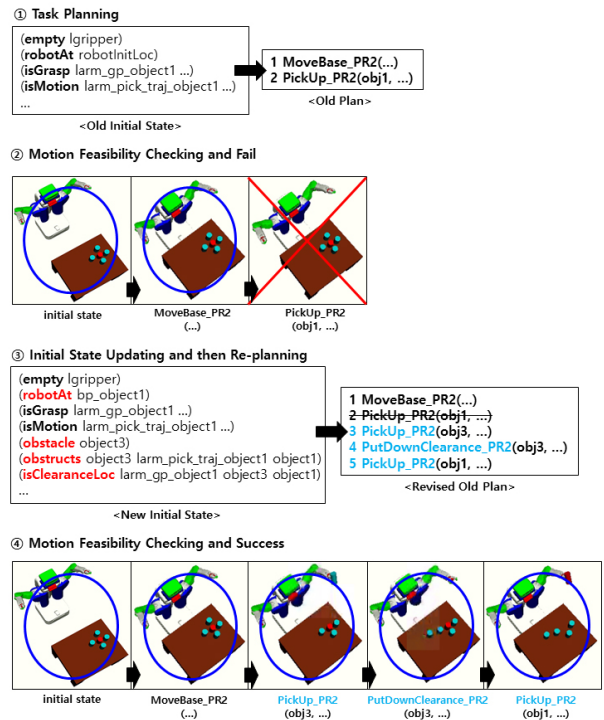 ① Task Planning
(empty lgripper)
(robotAt robotInitLoc)
(isGrasp larm_gp_object1 ...)
(isMotion larm_pick_traj_object1 ...)
...
<Old Initial State>
1 MoveBase_PR2(...)
2 PickUp_PR2(obj1, ...)
<Old Plan>
② Motion Feasibility Checking and Fail
initial state
MoveBase_PR2
(...)
PickUp_PR2
(obj1, ...)
③ Initial State Updating and then Re-planning
(empty lgripper)
(robotAt bp_object1)
(isGrasp larm_gp_object1 ...)
(isMotion larm_pick_traj_object1 ...)
(obstacle object3)
(obstructs object3 larm_pick_traj_object1 object1)
(isClearanceLoc larm_gp_object1 object3 object1)
...
<New Initial State>
1 MoveBase_PR2(...)
2 PickUp_PR2(obj1, ...)
3 PickUp_PR2(obj3, ...)
4 PutDownClearance_PR2(obj3, ...)
5 PickUp_PR2(obj1, ...)
<Revised Old Plan>
④ Motion Feasibility Checking and Success
initial state
MoveBase_PR2
(...)
PickUp_PR2
(obj3, ...)
PutDownClearance_PR2
(obj3, ...)
PickUp_PR2
(obj1, ...)